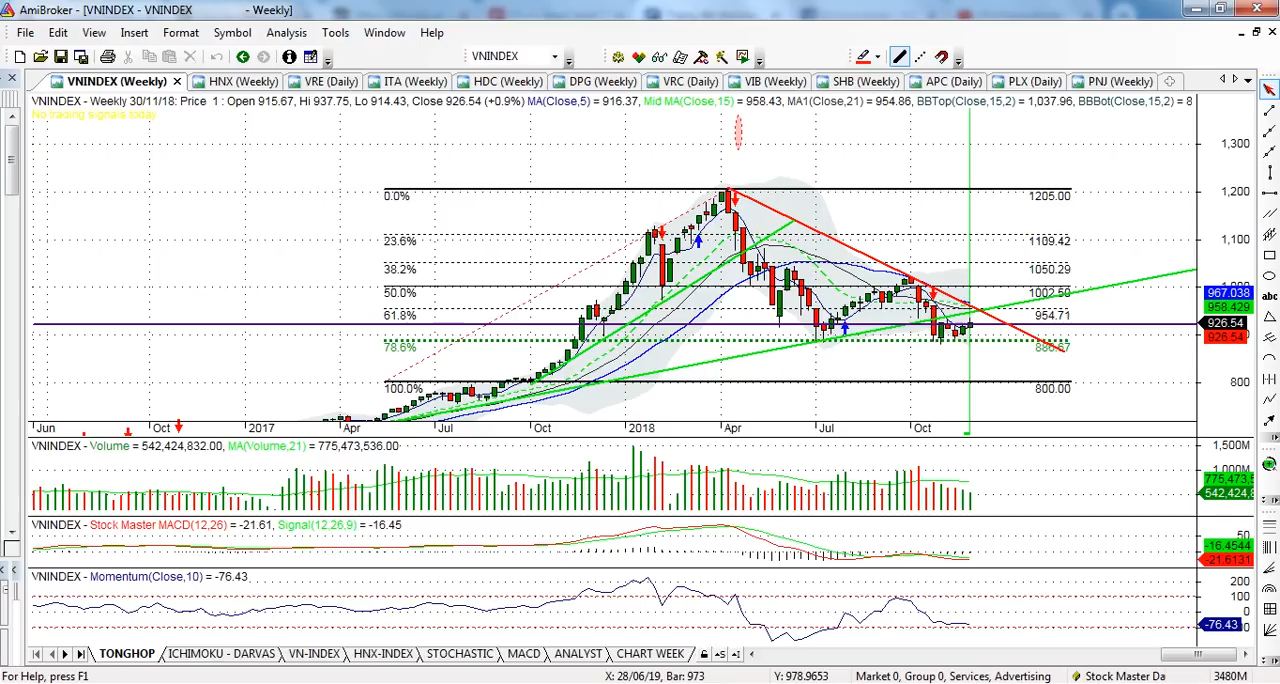 AmiBroker - [VNINDEX - VNINDEX - Weekly]
File Edit View Insert Format Symbol Analysis Tools Window Help
VNINDEX
VNINDEX (Weekly) HNX (Weekly) VRE (Daily) ITA (Weekly) HDC (Weekly) DPG (Weekly) VRC (Daily) VIB (Weekly) SHB (Weekly) APC (Daily) PLX (Daily) PNJ (Weekly)
VNINDEX - Weekly 30/11/18: Price 1 : Open 915.67, Hi 937.75, Lo 914.43, Close 926.54 (+0.9%) MA(Close,5) = 916.37, Mid MA(Close,15) = 958.43, MA1(Close,21) = 954.86, BBTop(Close,15,2) = 1,037.96, BBBot(Close,15,2) = 8
No trading signals today
1,300
0.0% 1205.00 1,200
23.6% 1109.42 1,100
38.2% 1050.29
50.0% 1002.50
967.038
61.8% 954.71 958.429
926.54
926.54
78.6%
100.0% 800.00 800
Jun Oct 2017 Apr Jul Oct 2018 Apr Jul Oct
VNINDEX - Volume = 542,424,832.00, MA(Volume,21) = 775,473,536.00 1,500M
1,000M
775,473,5
542,424,8
VNINDEX - Stock Master MACD(12,26) = -21.61, Signal(12,26,9) = -16.45
50
-16.4544
-21.6131
VNINDEX - Momentum(Close,10) = -76.43
200
100
0
-76.43
TONGHOP ICHIMOKU - DARVAS VN-INDEX HNX-INDEX STOCHASTIC MACD ANALYST CHART WEEK
For Help, press F1 X: 28/06/19, Bar: 973 Y: 978.9653 Market 0, Group 0, Services, Advertising Stock Master Da 3480M